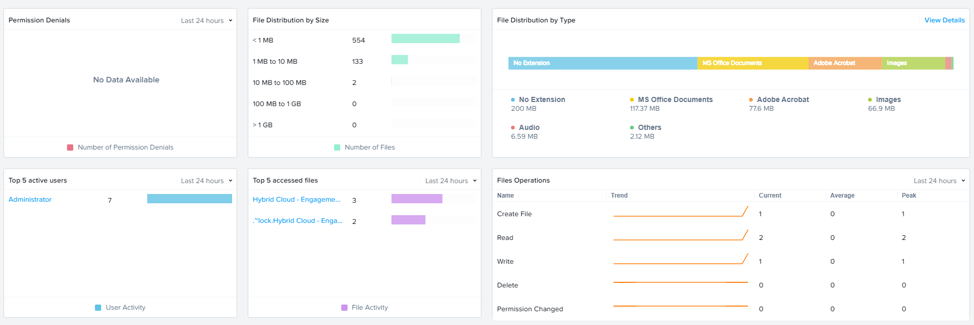 Permission Denials Last 24 hours
No Data Available
Number of Permission Denials
File Distribution by Size
< 1 MB 554
1 MB to 10 MB 133
10 MB to 100 MB 2
100 MB to 1 GB 0
> 1 GB 0
Number of Files
File Distribution by Type View Details
No Extension MS Office Documents Adobe Acrobat Images
No Extension MS Office Documents Adobe Acrobat Images
200 MB 117.37 MB 77.6 MB 66.9 MB
Audio Others
6.59 MB 2.12 MB
Top 5 active users Last 24 hours
Administrator 7
User Activity
Top 5 accessed files Last 24 hours
Hybrid Cloud - Engageme... 3
.~lock.Hybrid Cloud - Enga... 2
File Activity
Files Operations Last 24 hours
Name Trend Current Average Peak
Create File 1 0 1
Read 2 0 2
Write 1 0 1
Delete 0 0 0
Permission Changed 0 0 0